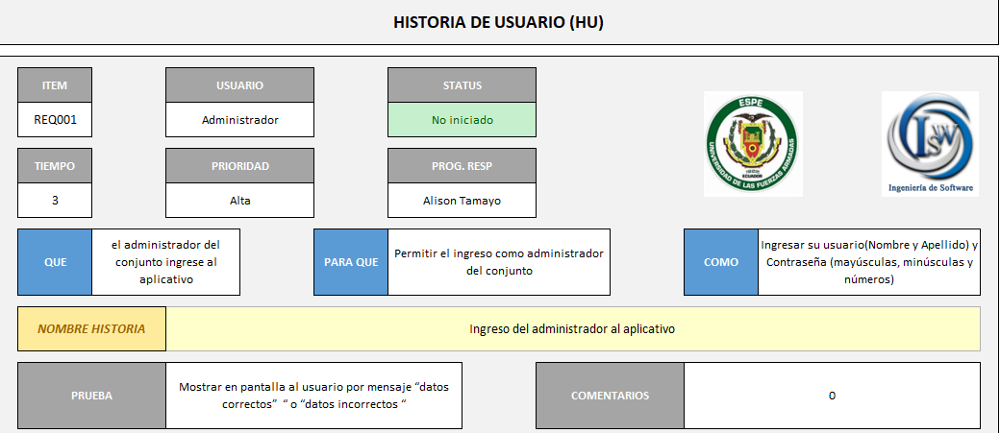 HISTORIA DE USUARIO (HU)
ITEM
USUARIO
STATUS
REQ001
Administrador
No iniciado
TIEMPO
PRIORIDAD
PROG. RESP
3
Alta
Alison Tamayo
ESPE
UNIVERSIDAD DE LAS FUERZAS ARMADAS
ECUADOR
ISW
Ingeniería de Software
QUE
el administrador del
conjunto ingrese al
aplicativo
PARA QUE
Permitir el ingreso como administrador
del conjunto
COMO
Ingresar su usuario(Nombre y Apellido) y
Contraseña (mayúsculas, minúsculas y
números)
NOMBRE HISTORIA
Ingreso del administrador al aplicativo
PRUEBA
Mostrar en pantalla al usuario por mensaje “datos
correctos” “ o “datos incorrectos “
COMENTARIOS
0